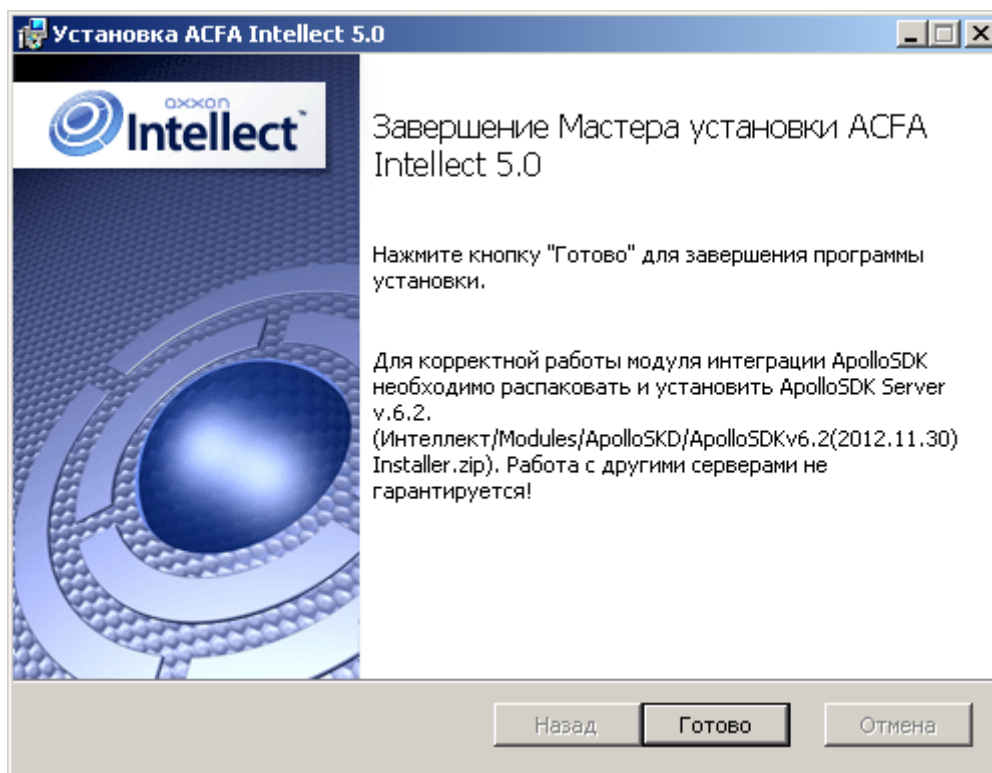 Установка ACFA Intellect 5.0
axxon
Intellect™
Завершение Мастера установки ACFA
Intellect 5.0
Нажмите кнопку "Готово" для завершения программы
установки.
Для корректной работы модуля интеграции ApolloSDK
необходимо распаковать и установить ApolloSDK Server
v.6.2.
(Интеллект/Modules/ApolloSKD/ApolloSDKv6.2(2012.11.30)
Installer.zip). Работа с другими серверами не
гарантируется!
Назад
Готово
Отмена